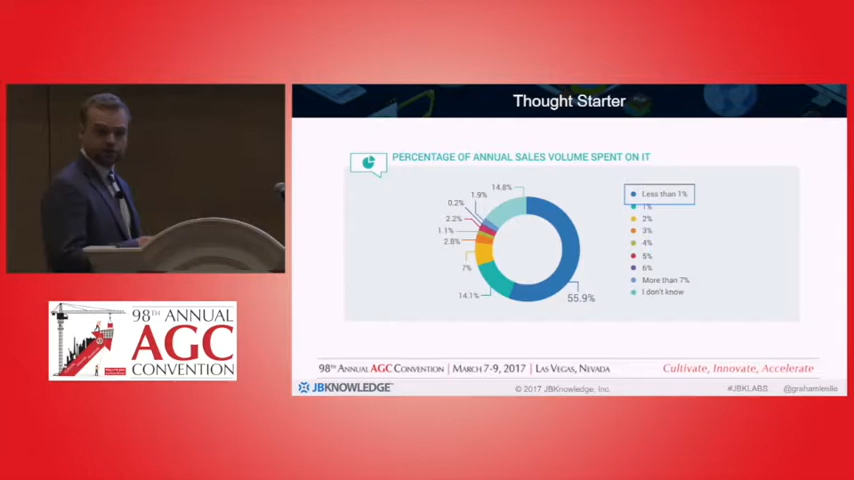 Thought Starter
PERCENTAGE OF ANNUAL SALES VOLUME SPENT ON IT
14.8%
1.9%
0.2%
2.2%
1.1%
2.8%
7%
14.1%
55.9%
Less than 1%
1%
2%
3%
4%
5%
6%
More than 7%
I don't know
98TH ANNUAL
AGC
CONVENTION
98TH ANNUAL AGC CONVENTION | MARCH 7-9, 2017 | LAS VEGAS, NEVADA
Cultivate, Innovate, Accelerate
JBKNOWLEDGE™
© 2017 JBKnowledge, Inc.
#JBKLABS
@grahamleslie